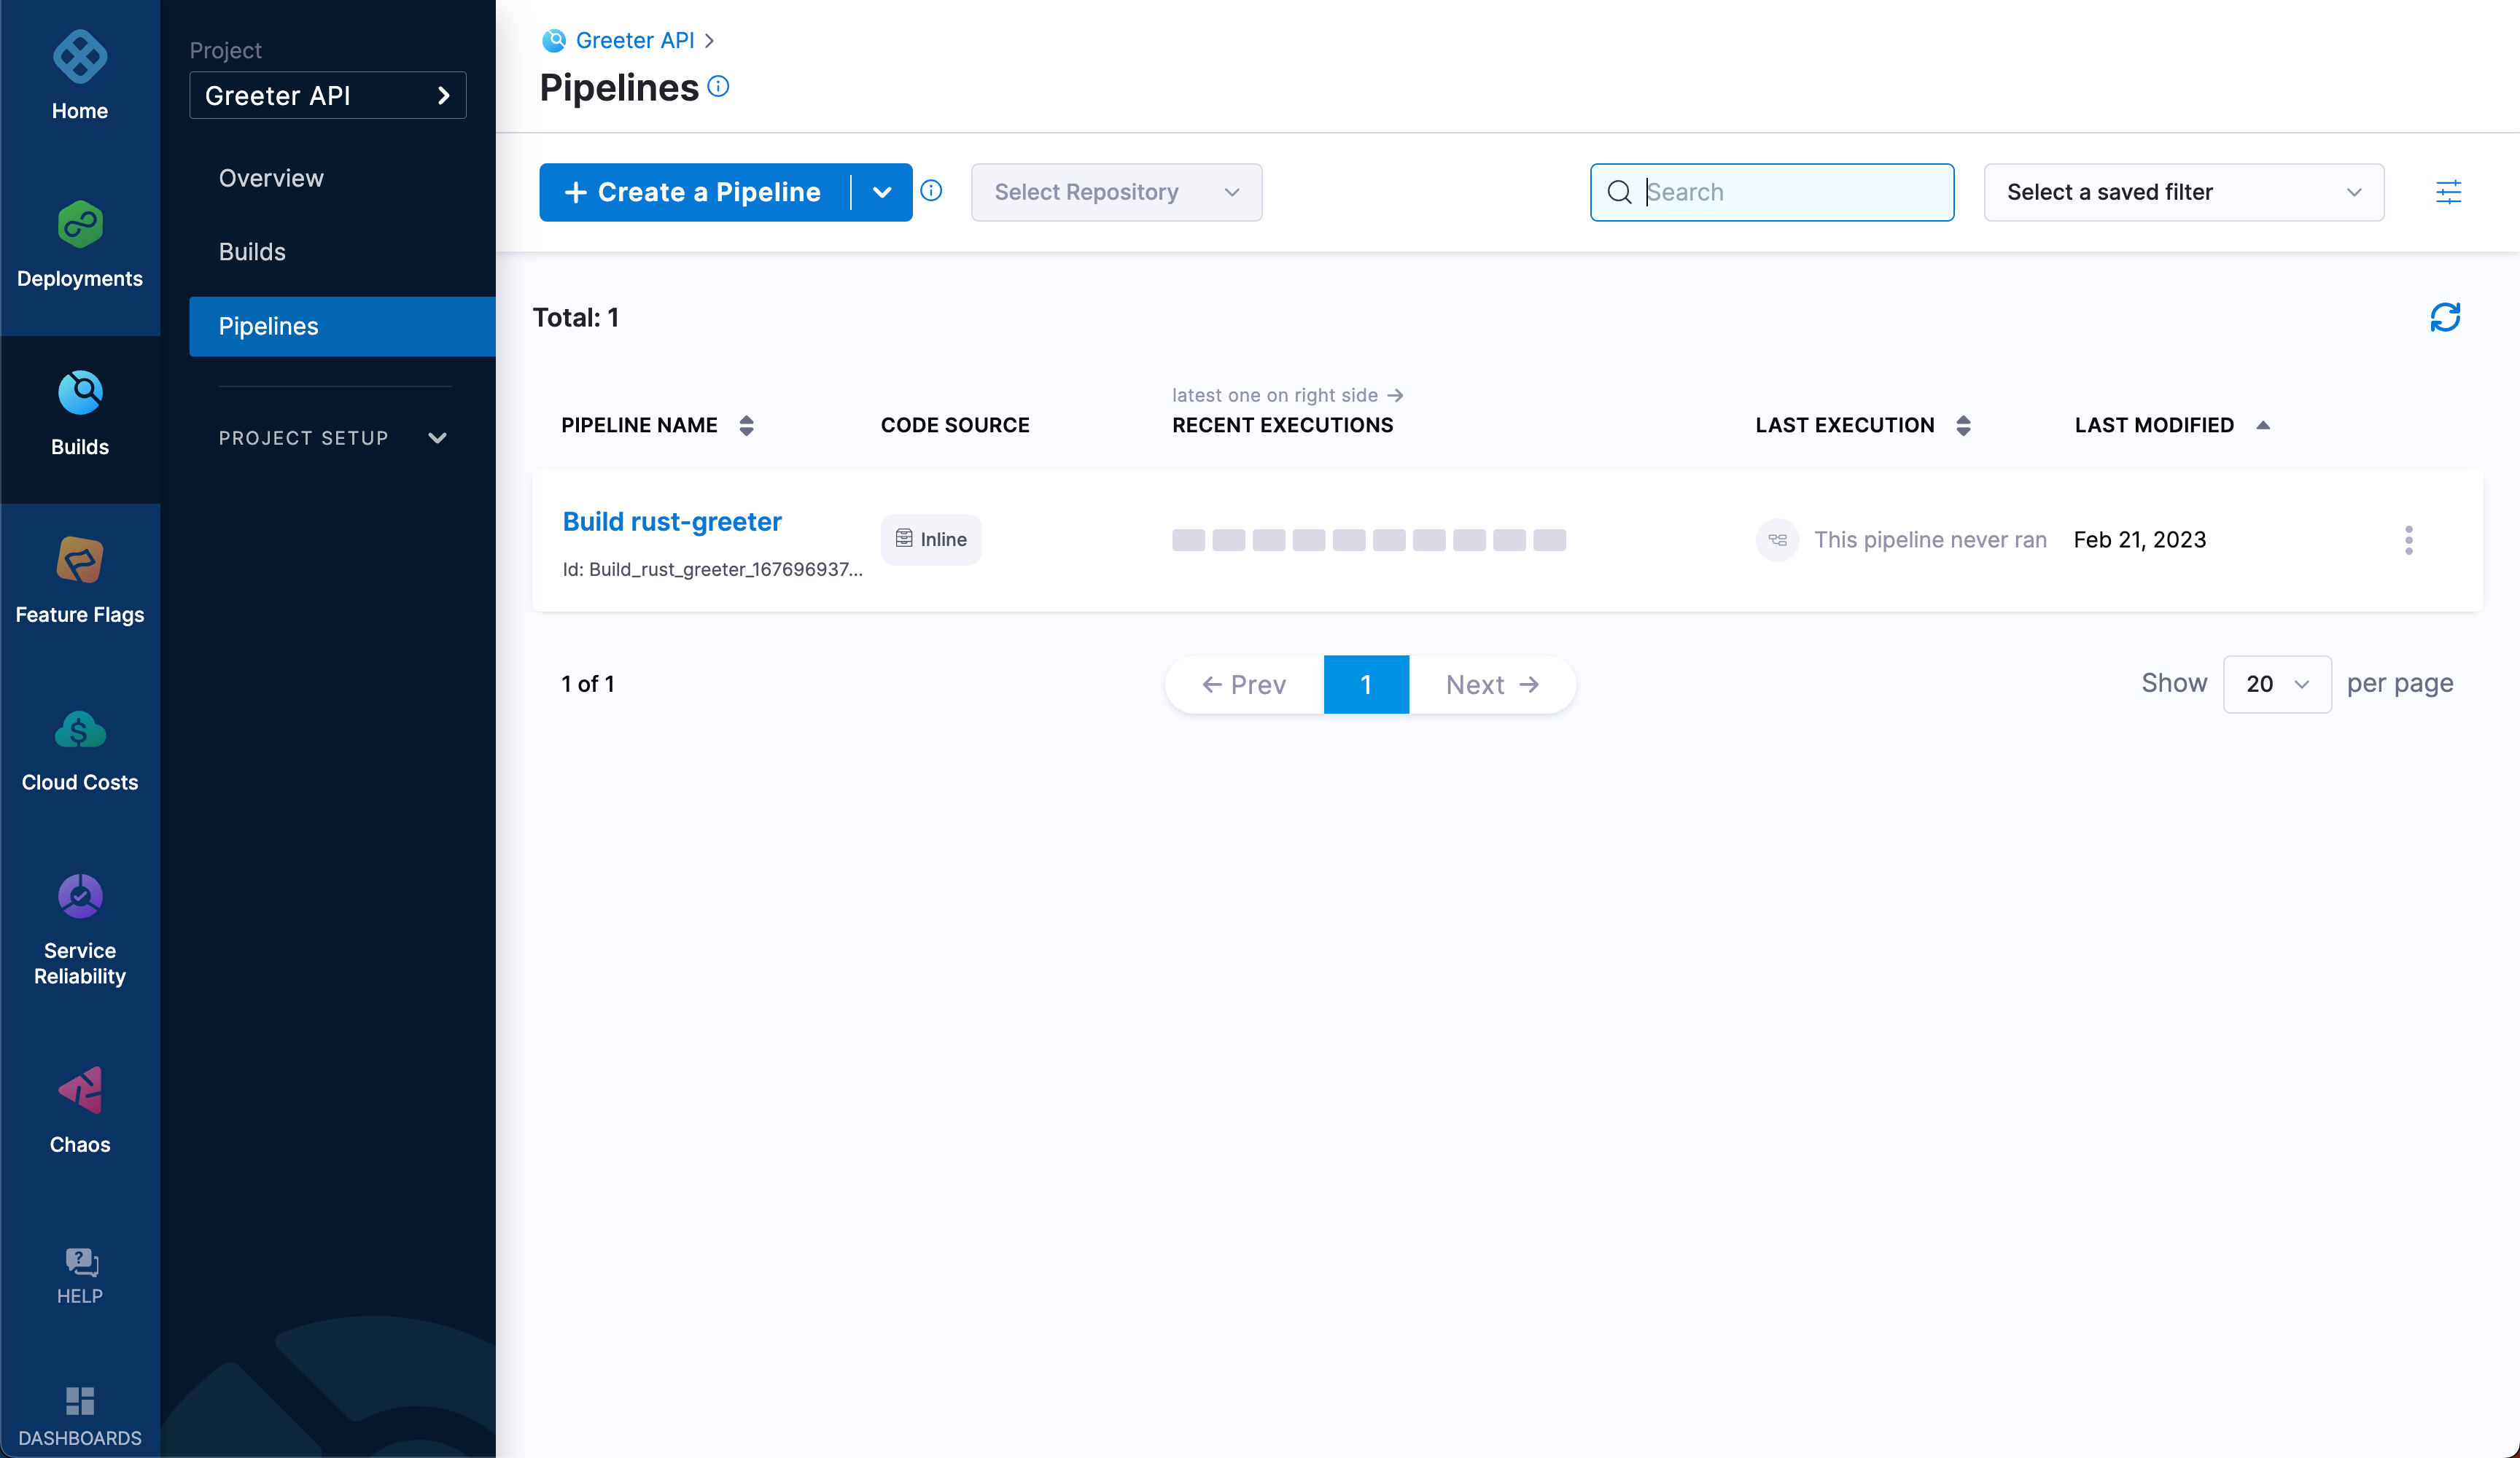 Home
Deployments
Builds
Feature Flags
Cloud Costs
Service
Reliability
Chaos
HELP
DASHBOARDS
Project
Greeter API
Overview
Builds
Pipelines
PROJECT SETUP
Greeter API
Pipelines
+ Create a Pipeline
Select Repository
Search
Select a saved filter
Total: 1
latest one on right side →
PIPELINE NAME CODE SOURCE RECENT EXECUTIONS LAST EXECUTION LAST MODIFIED
Build rust-greeter
Id: Build_rust_greeter_167696937...
Inline
This pipeline never ran
Feb 21, 2023
1 of 1
← Prev 1 Next →
Show 20 per page